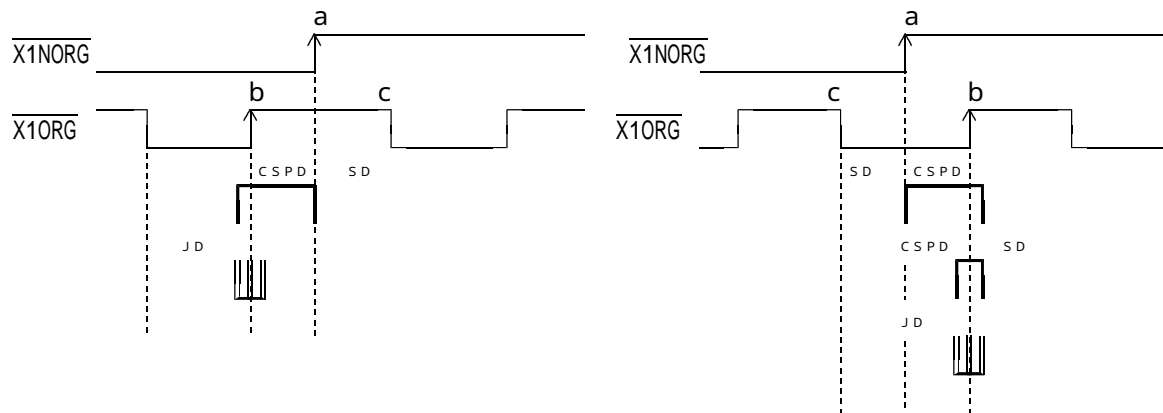 a
X1NORG
b c
X1ORG
CSPD SD
JD
a
X1NORG
c b
X1ORG
SD CSPD
CSPD SD
JD